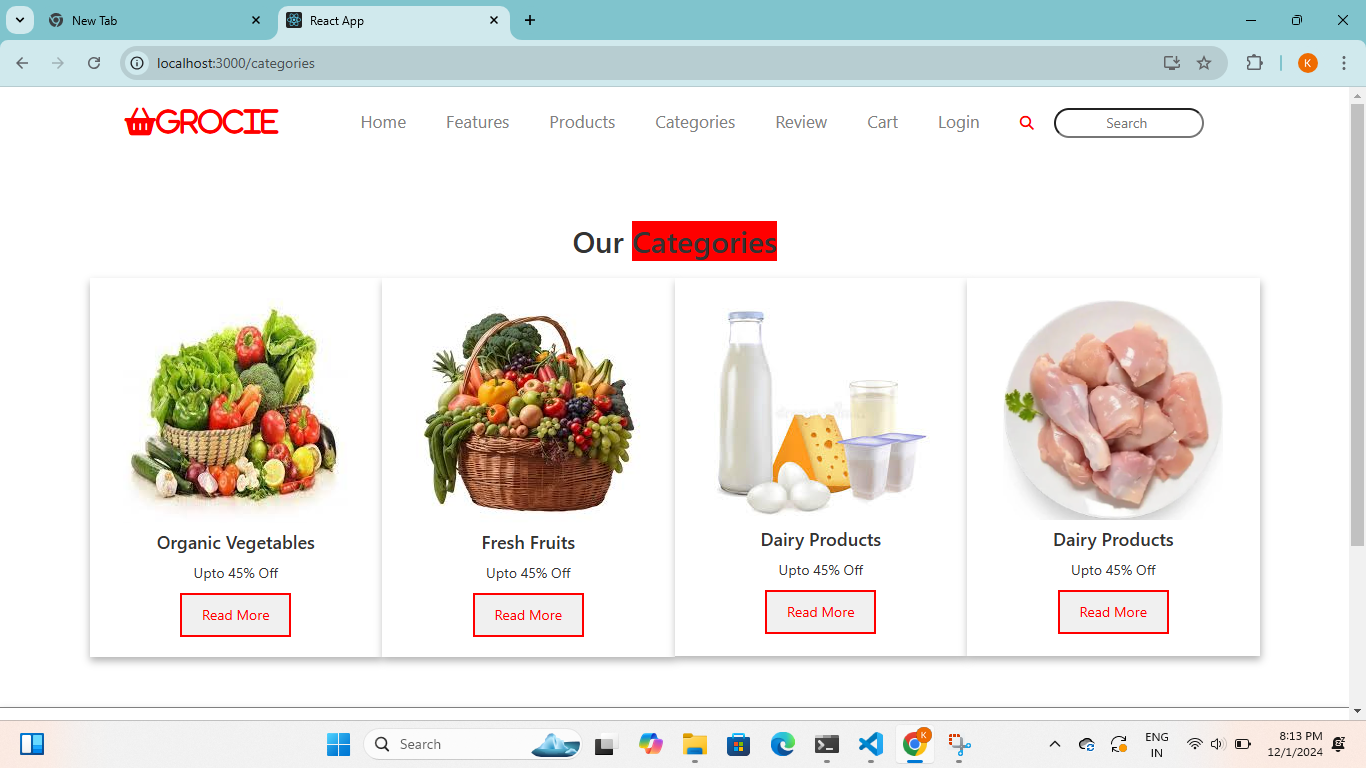 New Tab
React App
localhost:3000/categories
K
GROCIE Home Features Products Categories Review Cart Login Search
Our Categories
Organic Vegetables Fresh Fruits Dairy Products Dairy Products
Upto 45% Off Upto 45% Off Upto 45% Off Upto 45% Off
Read More Read More Read More Read More
Search
K
ENG
IN
8:13 PM
12/1/2024